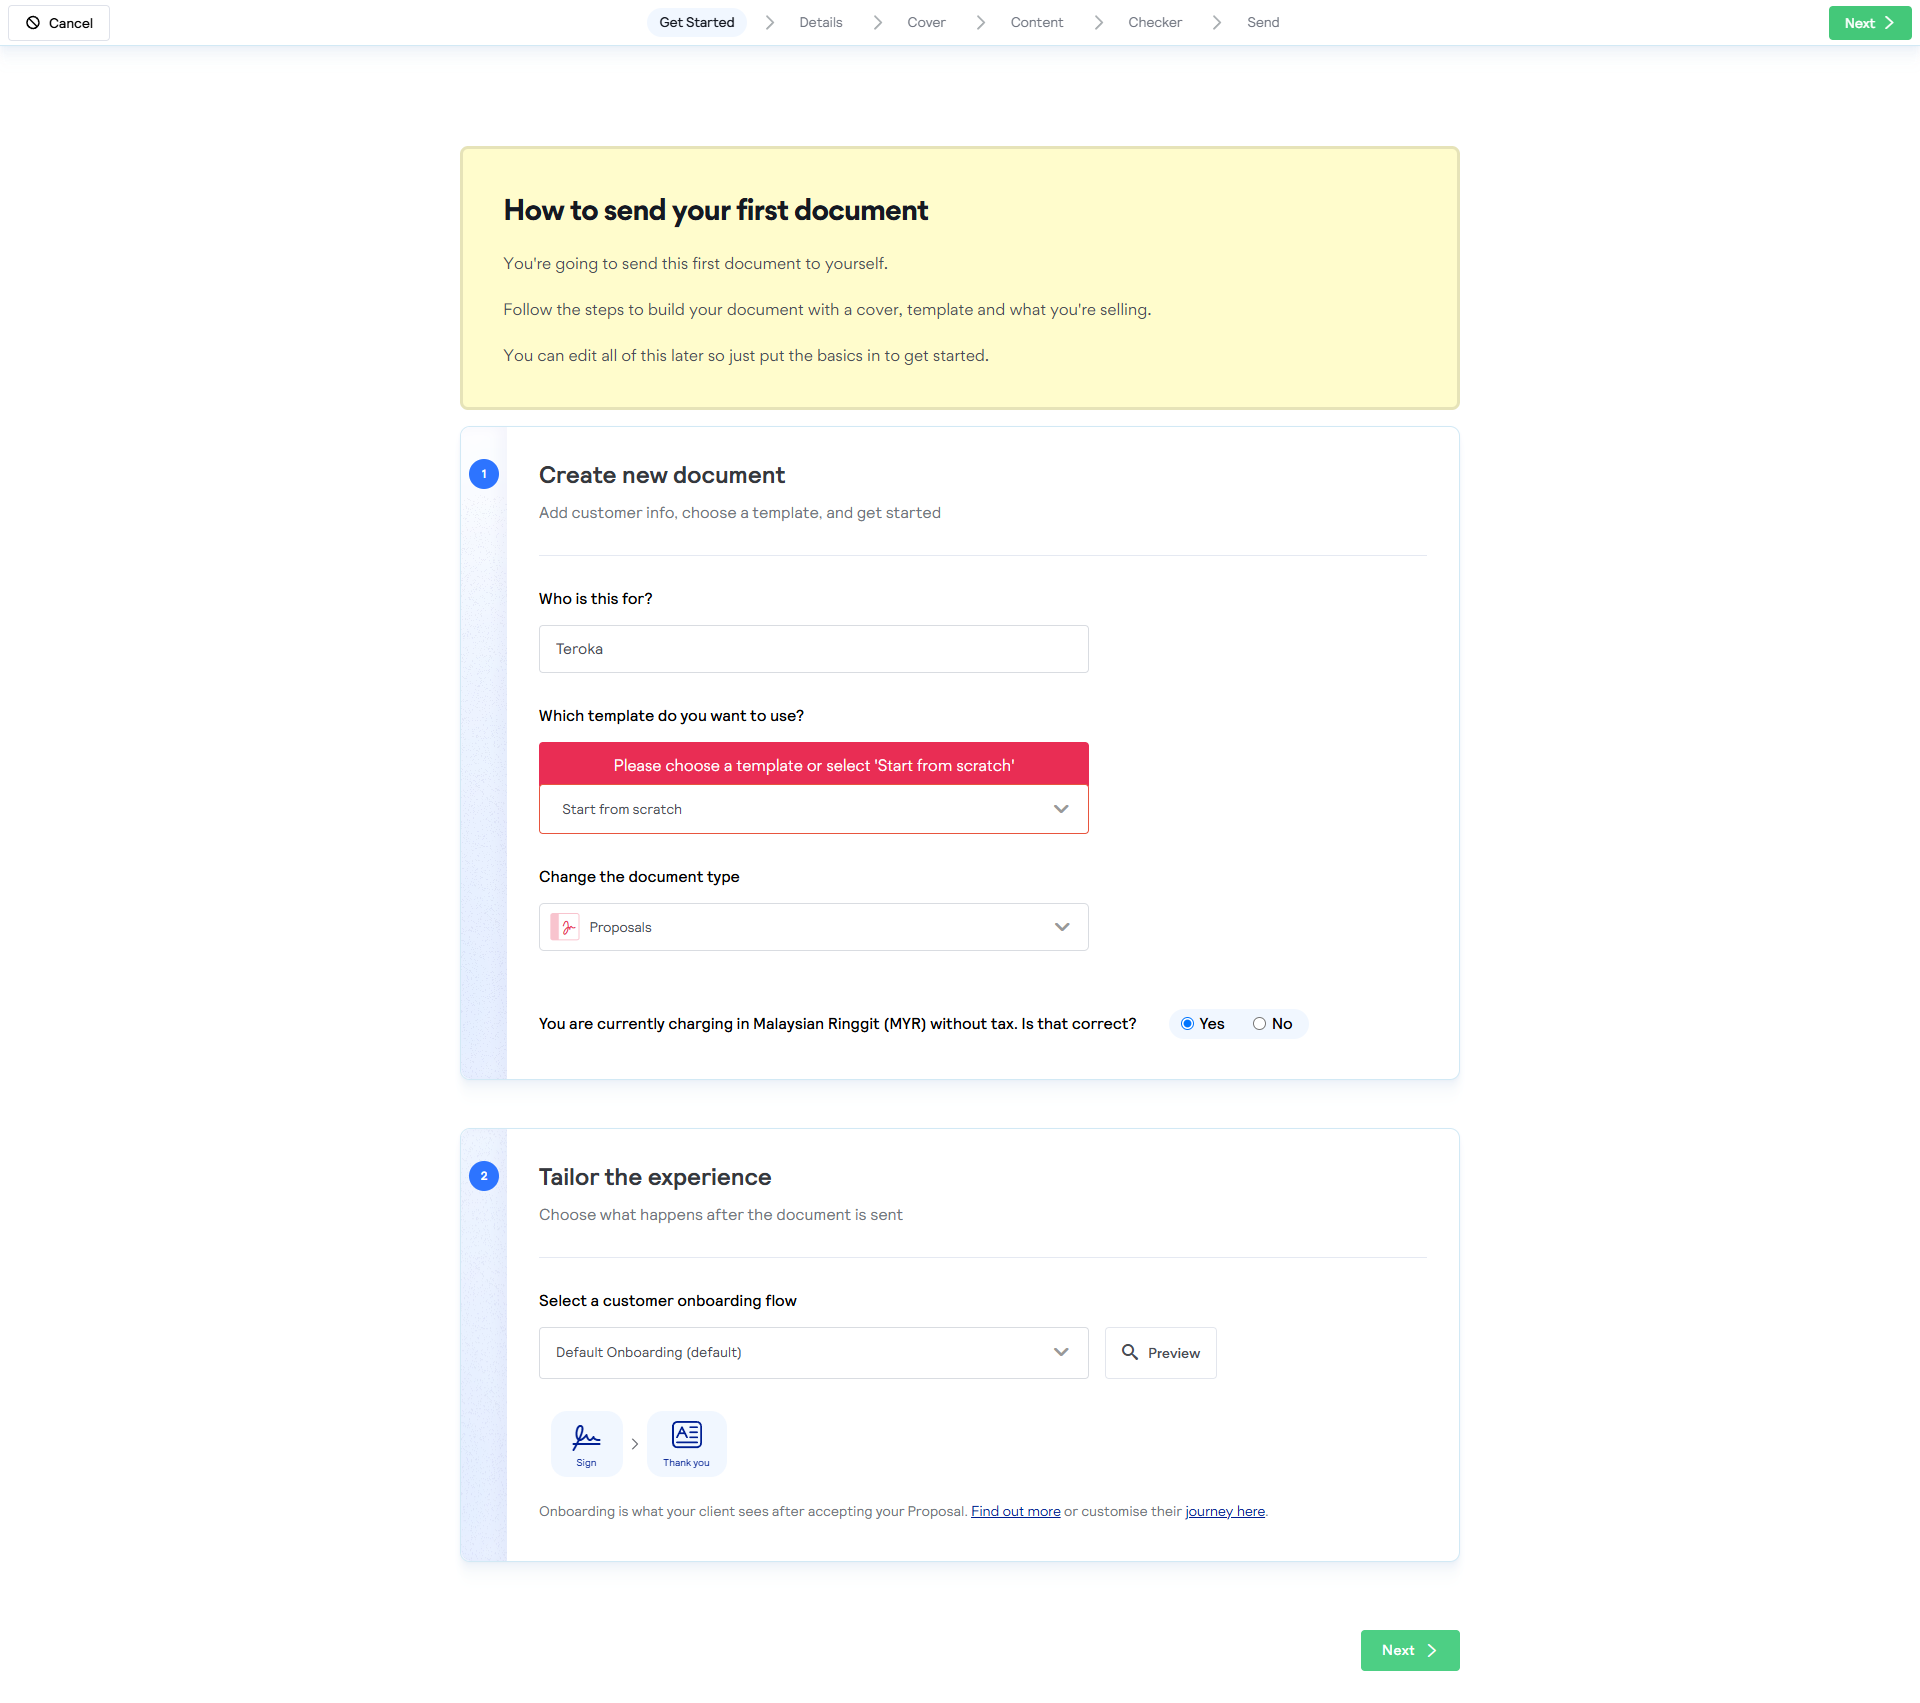 Cancel
Get Started
Details
Cover
Content
Checker
Send
Next
How to send your first document
You're going to send this first document to yourself.
Follow the steps to build your document with a cover, template and what you're selling.
You can edit all of this later so just put the basics in to get started.
1
Create new document
Add customer info, choose a template, and get started
Who is this for?
Teroka
Which template do you want to use?
Please choose a template or select 'Start from scratch'
Start from scratch
Change the document type
Proposals
You are currently charging in Malaysian Ringgit (MYR) without tax. Is that correct?
Yes
No
2
Tailor the experience
Choose what happens after the document is sent
Select a customer onboarding flow
Default Onboarding (default)
Preview
Sign
Thank you
Onboarding is what your client sees after accepting your Proposal. Find out more or customise their journey here.
Next